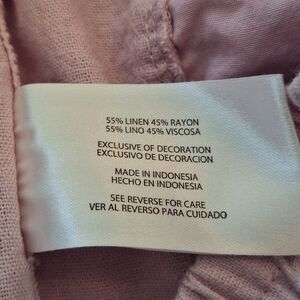 55% LINEN 45% RAYON
55% LINO 45% VISCOSA
EXCLUSIVE OF DECORATION
EXCLUSIVO DE DECORACION
MADE IN INDONESIA
HECHO EN INDONESIA
SEE REVERSE FOR CARE
VER AL REVERSO PARA CUIDADO